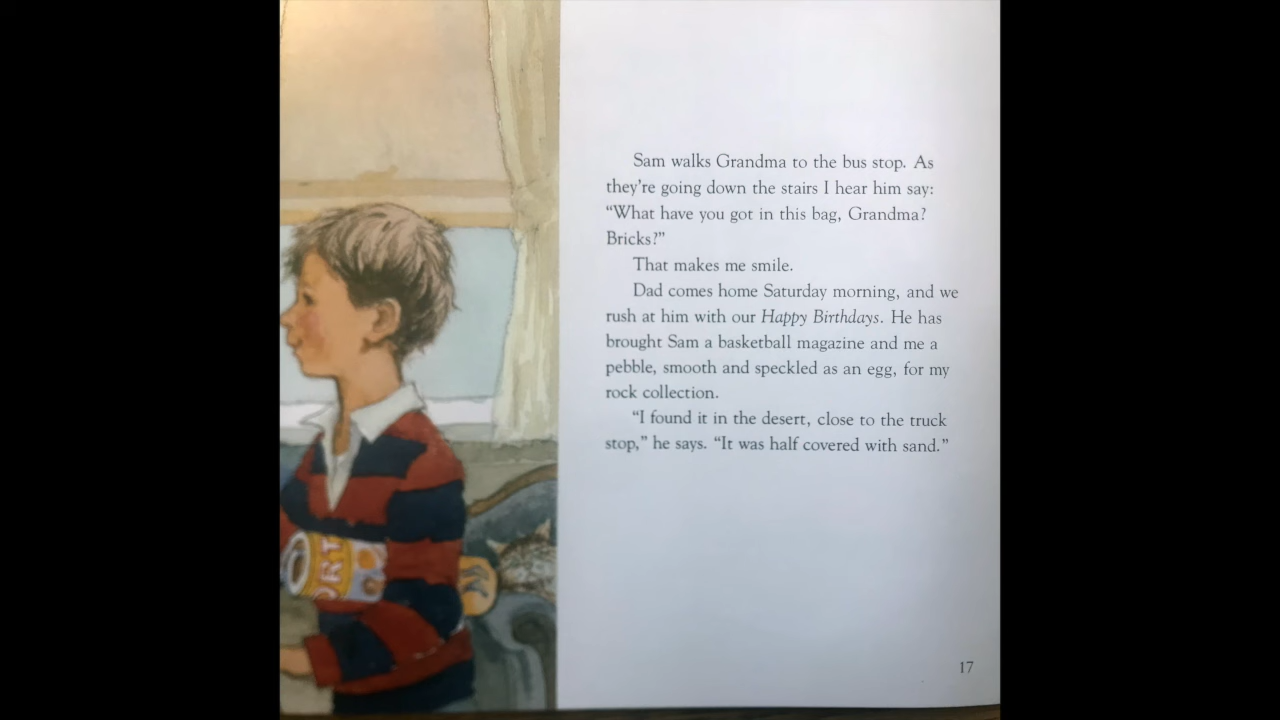 Sam walks Grandma to the bus stop. As
they're going down the stairs I hear him say:
“What have you got in this bag, Grandma?
Bricks?”
That makes me smile.
Dad comes home Saturday morning, and we
rush at him with our Happy Birthdays. He has
brought Sam a basketball magazine and me a
pebble, smooth and speckled as an egg, for my
rock collection.
“I found it in the desert, close to the truck
stop,” he says. “It was half covered with sand.”
17